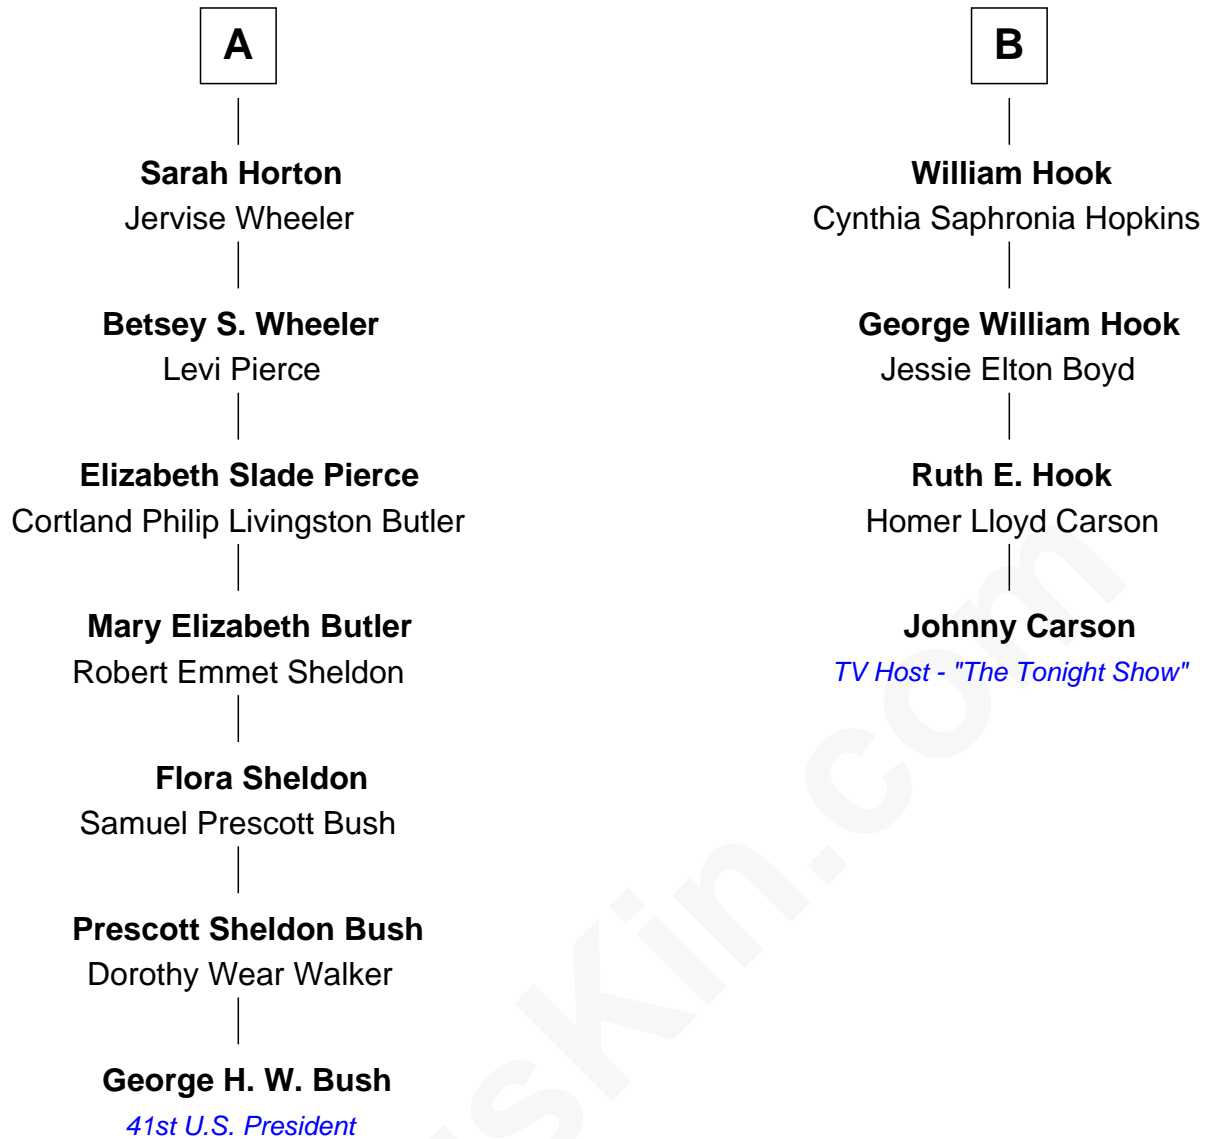 A
Sarah Horton
Jervise Wheeler
Betsey S. Wheeler
Levi Pierce
Elizabeth Slade Pierce
Cortland Philip Livingston Butler
Mary Elizabeth Butler
Robert Emmet Sheldon
Flora Sheldon
Samuel Prescott Bush
Prescott Sheldon Bush
Dorothy Wear Walker
George H. W. Bush
41st U.S. President
B
William Hook
Cynthia Saphronia Hopkins
George William Hook
Jessie Elton Boyd
Ruth E. Hook
Homer Lloyd Carson
Johnny Carson
TV Host - "The Tonight Show"
sKin.com